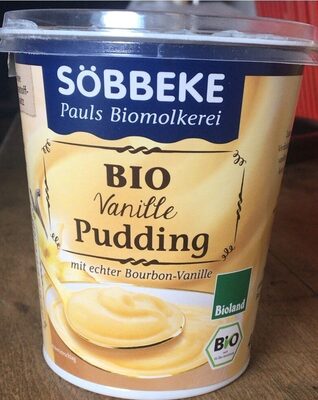 SÖBBEKE
Pauls Biomolkerei
BIO
Vanille
Pudding
mit echter Bourbon-Vanille
Bioland
BIO